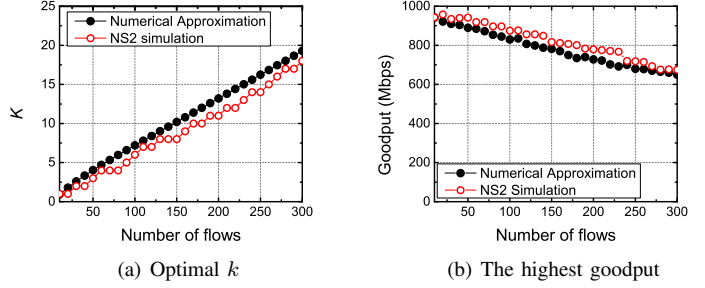 25
20
15
10
5
0
K
Numerical Approximation
NS2 simulation
50 100 150 200 250 300
Number of flows
(a) Optimal k
1000
800
600
400
200
0
Goodput (Mbps)
Numerical Approximation
NS2 Simulation
50 100 150 200 250 300
Number of flows
(b) The highest goodput